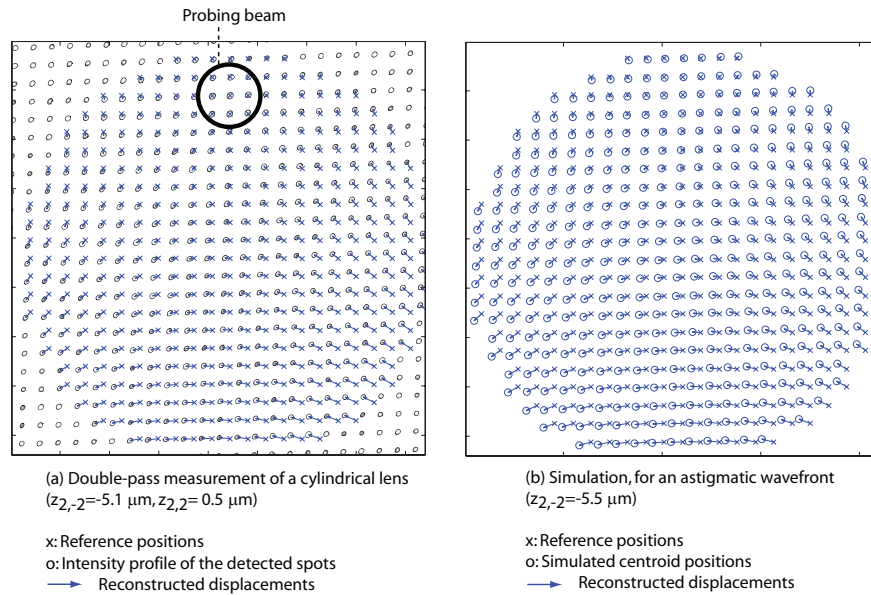 Probing beam
(a) Double-pass measurement of a cylindrical lens
(z2,-2=-5.1 μm, z2,2= 0.5 μm)
x: Reference positions
o: Intensity profile of the detected spots
Reconstructed displacements
(b) Simulation, for an astigmatic wavefront
(z2,-2=-5.5 μm)
x: Reference positions
o: Simulated centroid positions
Reconstructed displacements